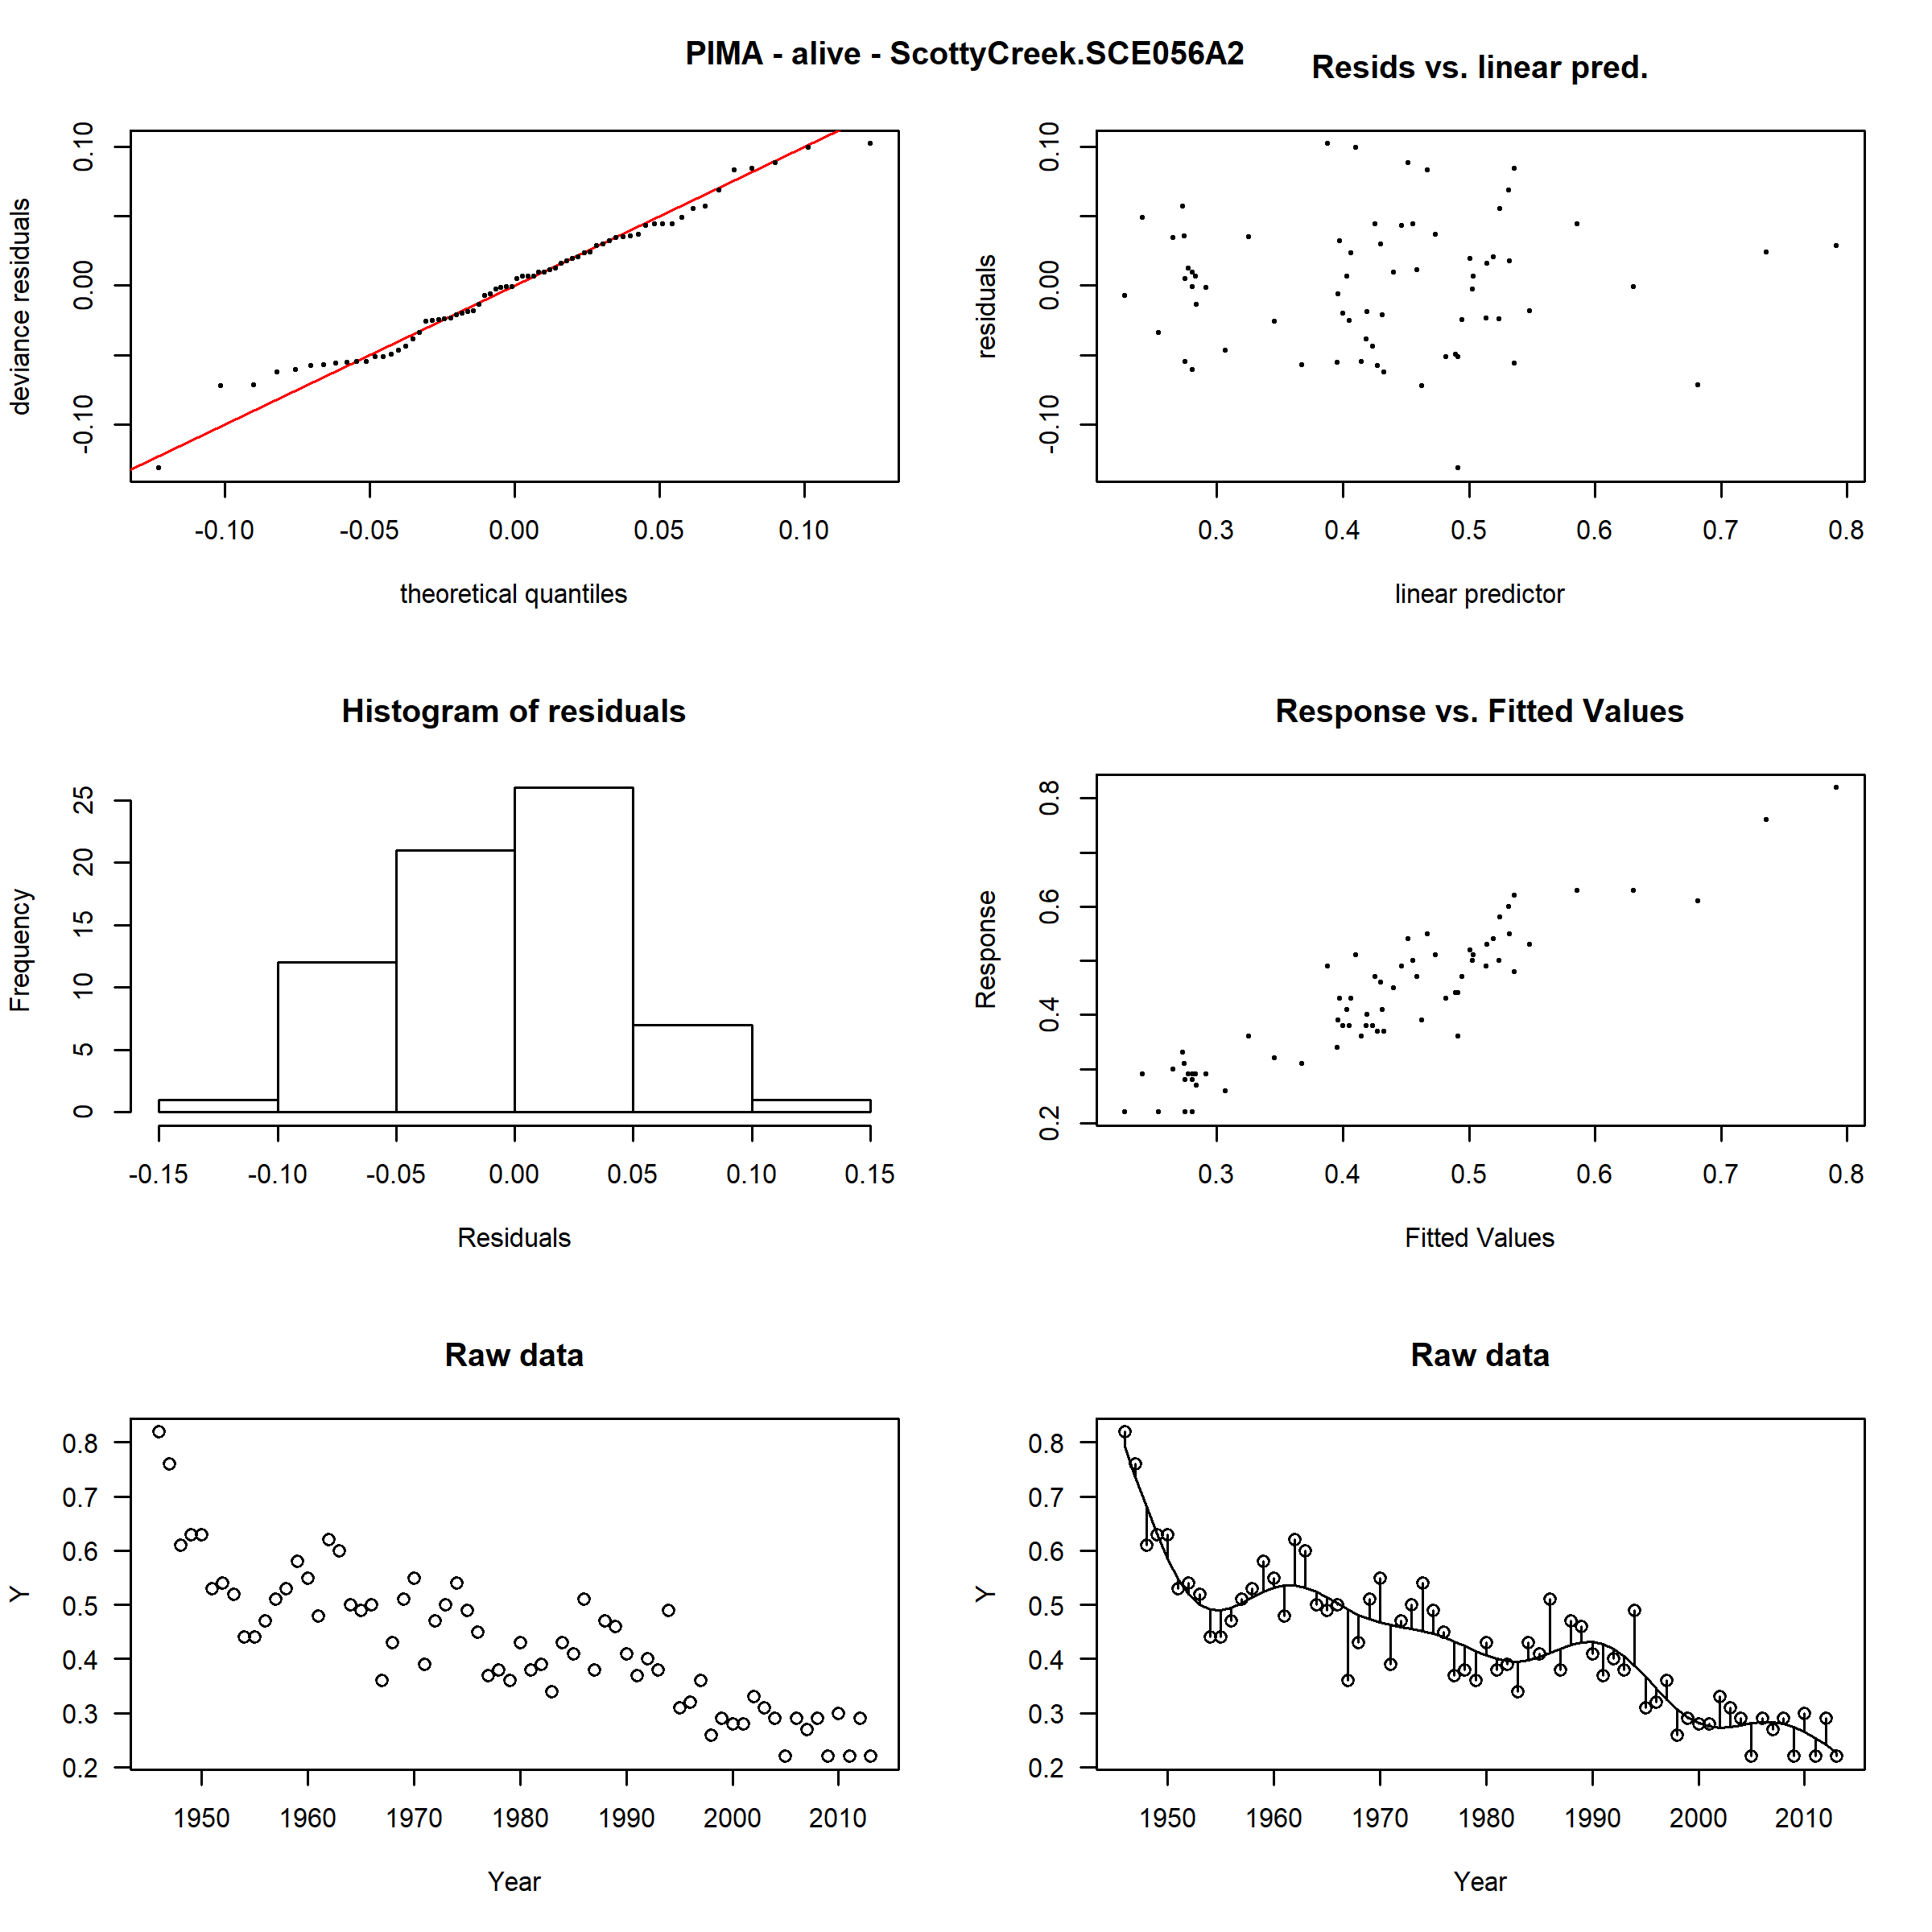 PIMA - alive - ScottyCreek.SCE056A2
Resids vs. linear pred.
deviance residuals
0.10
0.00
-0.10
-0.10 -0.05 0.00 0.05 0.10
theoretical quantiles
residuals
0.10
0.00
-0.10
0.3 0.4 0.5 0.6 0.7 0.8
linear predictor
Histogram of residuals
Frequency
25
20
15
10
5
0
-0.15 -0.10 -0.05 0.00 0.05 0.10 0.15
Residuals
Response vs. Fitted Values
Response
0.8
0.6
0.4
0.2
0.3 0.4 0.5 0.6 0.7 0.8
Fitted Values
Raw data
Y
0.8
0.7
0.6
0.5
0.4
0.3
0.2
1950 1960 1970 1980 1990 2000 2010
Year
Raw data
Y
0.8
0.7
0.6
0.5
0.4
0.3
0.2
1950 1960 1970 1980 1990 2000 2010
Year